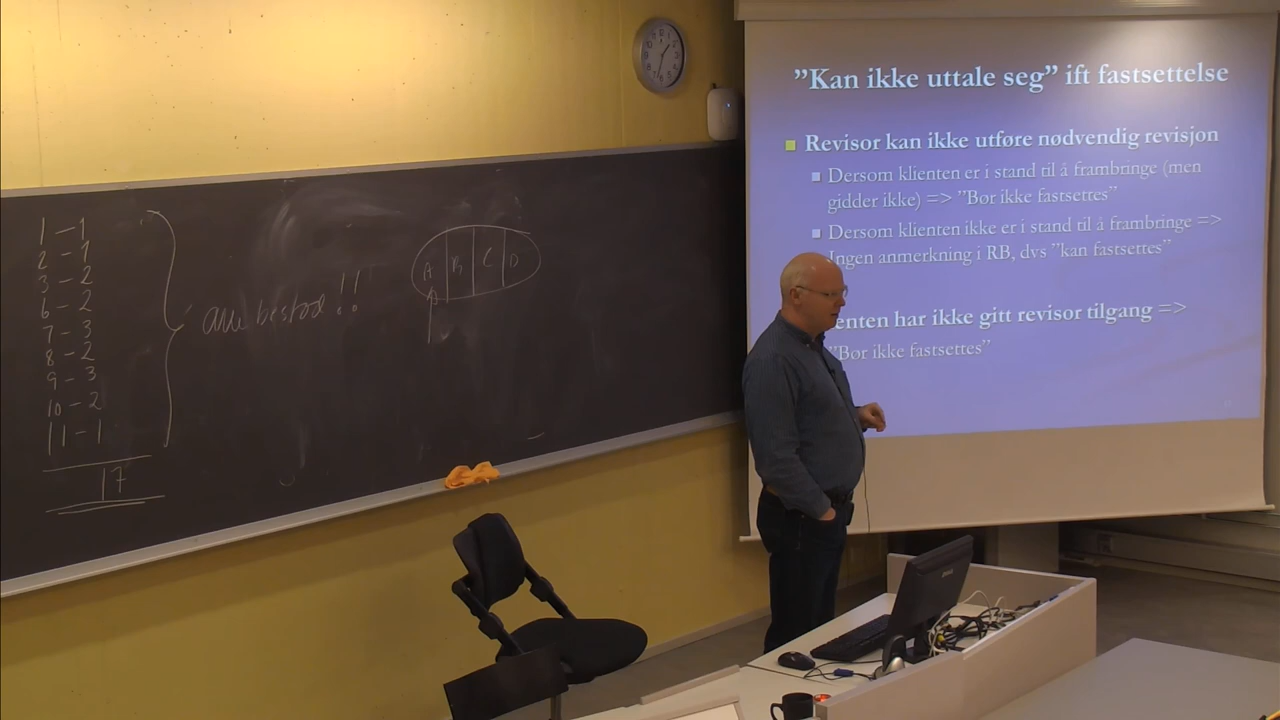 1 – 1
2 – 1
3 – 2
6 – 2
7 – 3
8 – 2
9 – 3
10 – 2
11 – 1
17
Alle bestod !!
A B C D
”Kan ikke uttale seg” ift fastsettelse
Revisor kan ikke utføre nødvendig revisjon
Dersom klienten er i stand til å frambringe (men
gidder ikke) => ”Bør ikke fastsettes”
Dersom klienten ikke er i stand til å frambringe =>
Ingen anmerkning i RB, dvs ”kan fastsettes”
enten har ikke gitt revisor tilgang =>
”Bør ikke fastsettes”